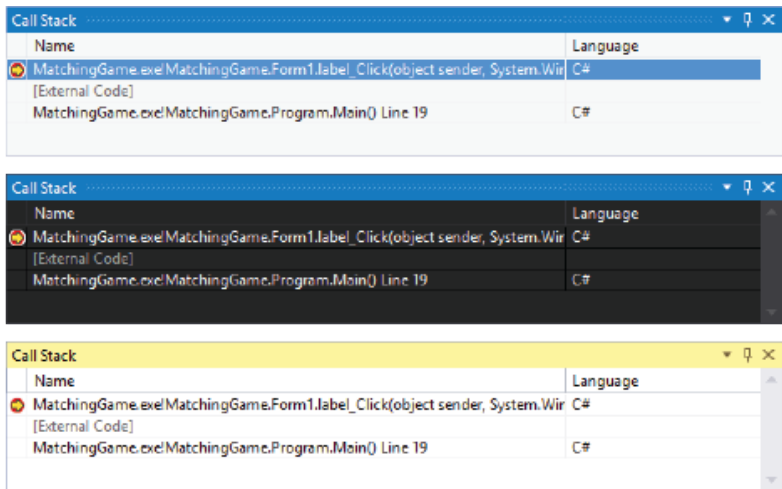 Call Stack
Name Language
MatchingGame.exe!MatchingGame.Form1.label_Click(object sender, System.Wir C#
[External Code]
MatchingGame.exe!MatchingGame.Program.Main() Line 19 C#
Call Stack
Name Language
MatchingGame.exe!MatchingGame.Form1.label_Click(object sender, System.Wir C#
[External Code]
MatchingGame.exe!MatchingGame.Program.Main() Line 19 C#
Call Stack
Name Language
MatchingGame.exe!MatchingGame.Form1.label_Click(object sender, System.Wir C#
[External Code]
MatchingGame.exe!MatchingGame.Program.Main() Line 19 C#